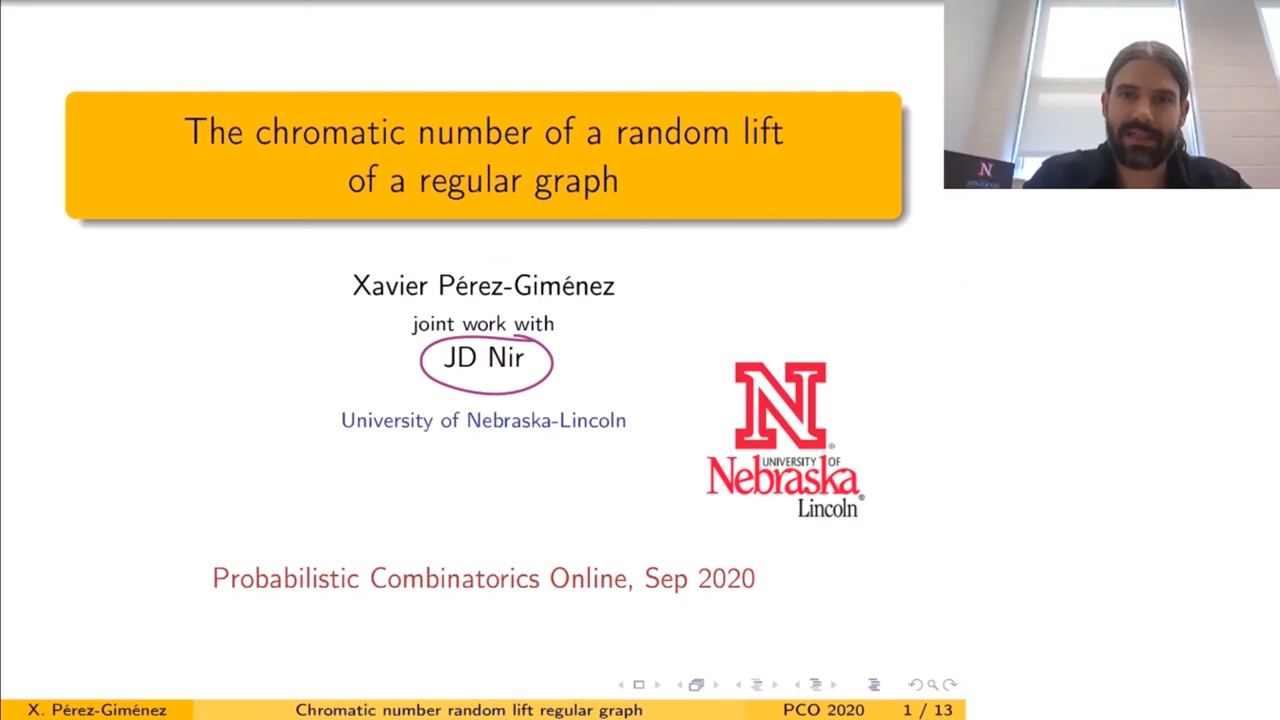 The chromatic number of a random lift
of a regular graph
Xavier Pérez-Giménez
joint work with
JD Nir
University of Nebraska-Lincoln
N
UNIVERSITY OF
Nebraska
Lincoln
Probabilistic Combinatorics Online, Sep 2020
X. Pérez-Giménez
Chromatic number random lift regular graph
PCO 2020
1 / 13
N